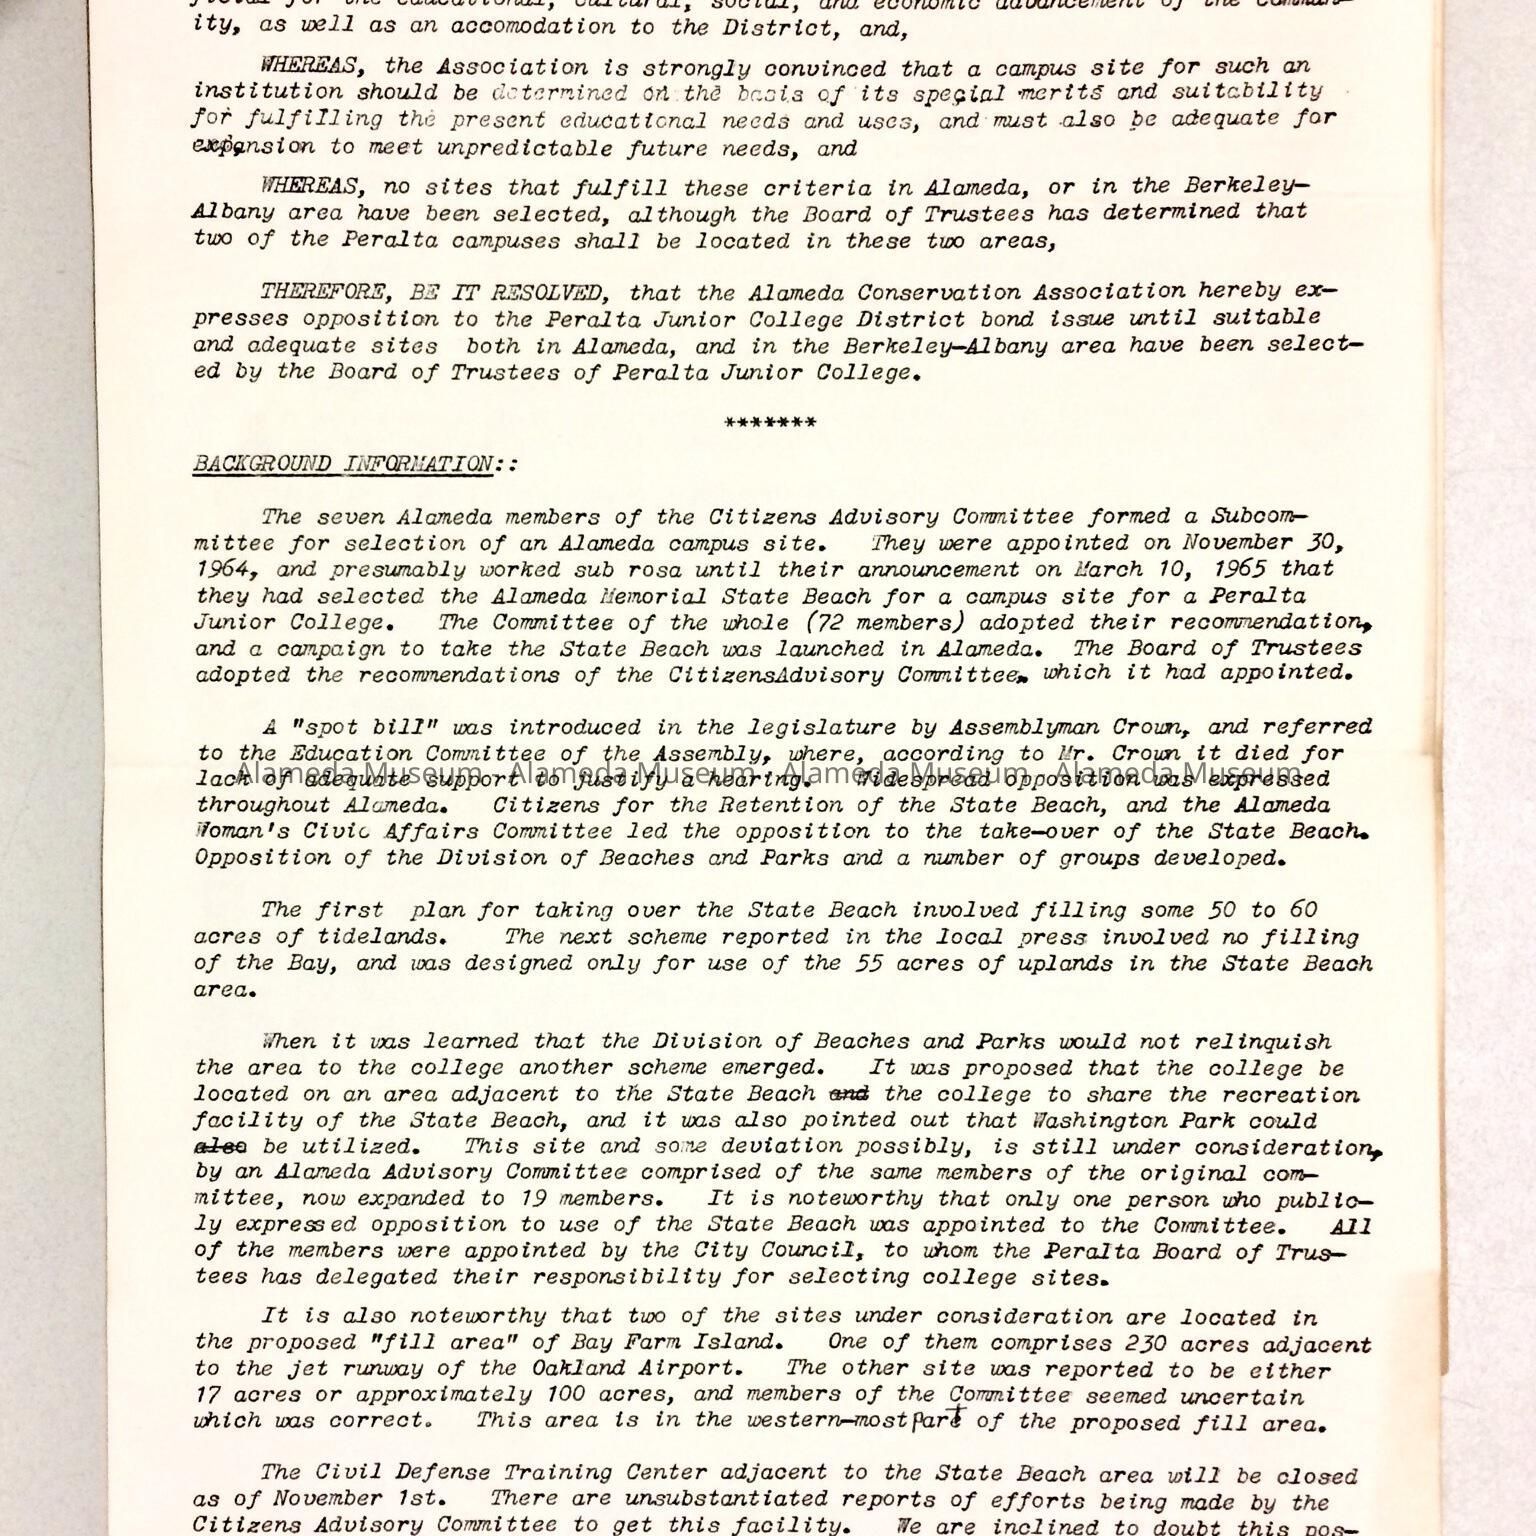 for the educational, cultural, social, and economic advancement of the Commun-
ity, as well as an accomodation to the District, and,
WHEREAS, the Association is strongly convinced that a campus site for such an
institution should be determined on the basis of its special merits and suitability
for fulfilling the present educational needs and uses, and must also be adequate for
expansion to meet unpredictable future needs, and
WHEREAS, no sites that fulfill these criteria in Alameda, or in the Berkeley-
Albany area have been selected, although the Board of Trustees has determined that
two of the Peralta campuses shall be located in these two areas,
THEREFORE, BE IT RESOLVED, that the Alameda Conservation Association hereby ex-
presses opposition to the Peralta Junior College District bond issue until suitable
and adequate sites both in Alameda, and in the Berkeley-Albany area have been select-
ed by the Board of Trustees of Peralta Junior College.
*******
BACKGROUND INFORMATION::
The seven Alameda members of the Citizens Advisory Committee formed a Subcom-
mittee for selection of an Alameda campus site. They were appointed on November 30,
1964, and presumably worked sub rosa until their announcement on March 10, 1965 that
they had selected the Alameda Memorial State Beach for a campus site for a Peralta
Junior College. The Committee of the whole (72 members) adopted their recommendation,
and a campaign to take the State Beach was launched in Alameda. The Board of Trustees
adopted the recommendations of the CitizensAdvisory Committee, which it had appointed.
A "spot bill" was introduced in the legislature by Assemblyman Crown, and referred
to the Education Committee of the Assembly, where, according to Mr. Crown it died for
lack of adequate support to justify a hearing. Widespread opposition was expressed
Alameda Museum Alameda Museum Alameda Museum Alameda Museum
throughout Alameda. Citizens for the Retention of the State Beach, and the Alameda
Woman's Civic Affairs Committee led the opposition to the take-over of the State Beach.
Opposition of the Division of Beaches and Parks and a number of groups developed.
The first plan for taking over the State Beach involved filling some 50 to 60
acres of tidelands. The next scheme reported in the local press involved no filling
of the Bay, and was designed only for use of the 55 acres of uplands in the State Beach
area.
When it was learned that the Division of Beaches and Parks would not relinquish
the area to the college another scheme emerged. It was proposed that the college be
located on an area adjacent to the State Beach and the college to share the recreation
facility of the State Beach, and it was also pointed out that Washington Park could
also be utilized. This site and some deviation possibly, is still under consideration,
by an Alameda Advisory Committee comprised of the same members of the original com-
mittee, now expanded to 19 members. It is noteworthy that only one person who public-
ly expressed opposition to use of the State Beach was appointed to the Committee. All
of the members were appointed by the City Council, to whom the Peralta Board of Trus-
tees has delegated their responsibility for selecting college sites.
It is also noteworthy that two of the sites under consideration are located in
the proposed "fill area" of Bay Farm Island. One of them comprises 230 acres adjacent
to the jet runway of the Oakland Airport. The other site was reported to be either
17 acres or approximately 100 acres, and members of the Committee seemed uncertain
which was correct. This area is in the western-most part of the proposed fill area.
The Civil Defense Training Center adjacent to the State Beach area will be closed
as of November 1st. There are unsubstantiated reports of efforts being made by the
Citizens Advisory Committee to get this facility. We are inclined to doubt this pos-